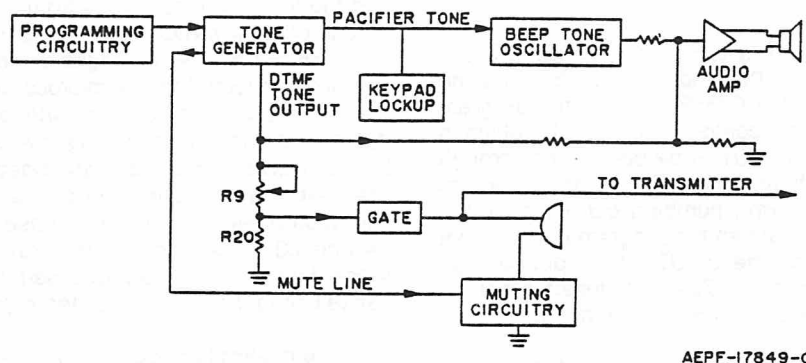 PROGRAMMING
CIRCUITRY
TONE
GENERATOR
PACIFIER TONE
BEEP TONE
OSCILLATOR
AUDIO
AMP
KEYPAD
LOCKUP
DTMF
TONE
OUTPUT
R9
R20
GATE
TO TRANSMITTER
MUTE LINE
MUTING
CIRCUITRY
AEPF-17849-O